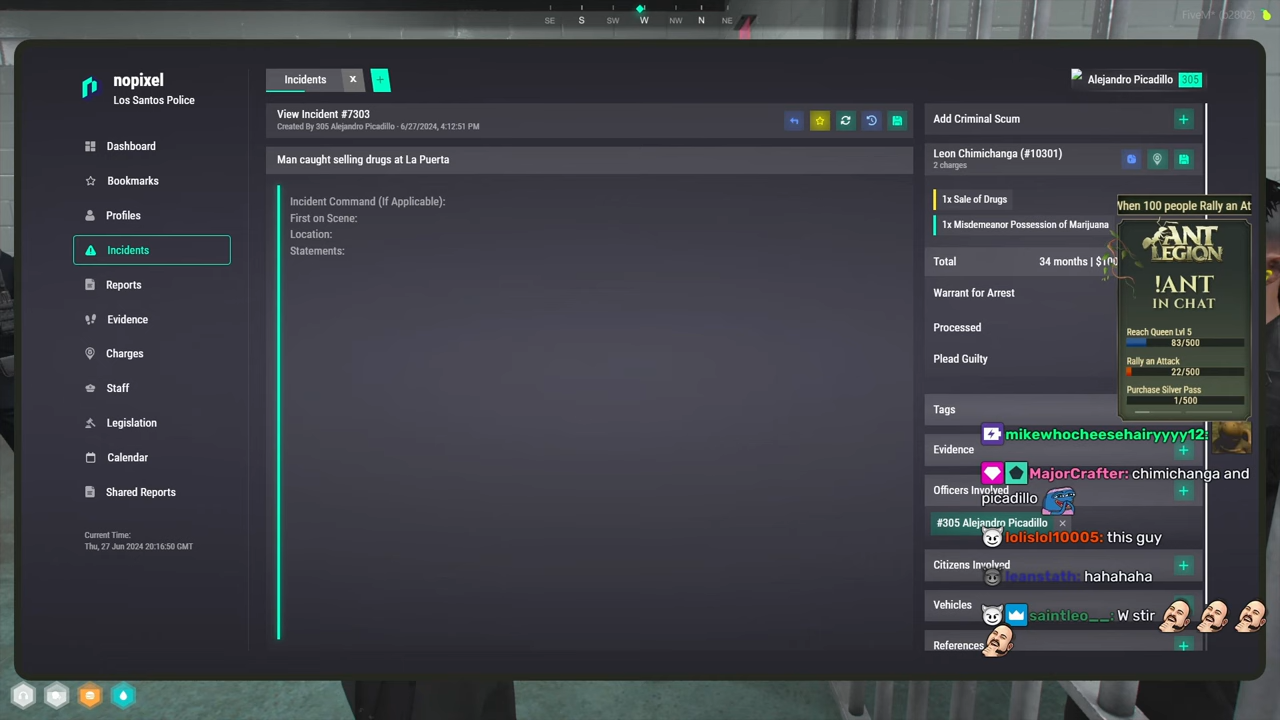 SE S SW W NW N NE
FiveM* (b2802)
nopixel
Los Santos Police
Dashboard
Bookmarks
Profiles
Incidents
Reports
Evidence
Charges
Staff
Legislation
Calendar
Shared Reports
Current Time:
Thu, 27 Jun 2024 20:16:50 GMT
Incidents x +
View Incident #7303
Created By 305 Alejandro Picadillo · 6/27/2024, 4:12:51 PM
Man caught selling drugs at La Puerta
Incident Command (If Applicable):
First on Scene:
Location:
Statements:
Alejandro Picadillo 305
Add Criminal Scum
Leon Chimichanga (#10301)
2 charges
1x Sale of Drugs
1x Misdemeanor Possession of Marijuana
Total 34 months | $100
Warrant for Arrest
Processed
Plead Guilty
Tags
Evidence
Officers Involved
#305 Alejandro Picadillo
Citizens Involved
Vehicles
References
When 100 people Rally an At
ANT
LEGION
!ANT
IN CHAT
Reach Queen Lvl 5
83/500
Rally an Attack
22/500
Purchase Silver Pass
1/500
mikewhocheesehairyyyy12:
MajorCrafter: chimichanga and
picadillo
lolislol10005: this guy
leanstath: hahahaha
saintleo__: W stir